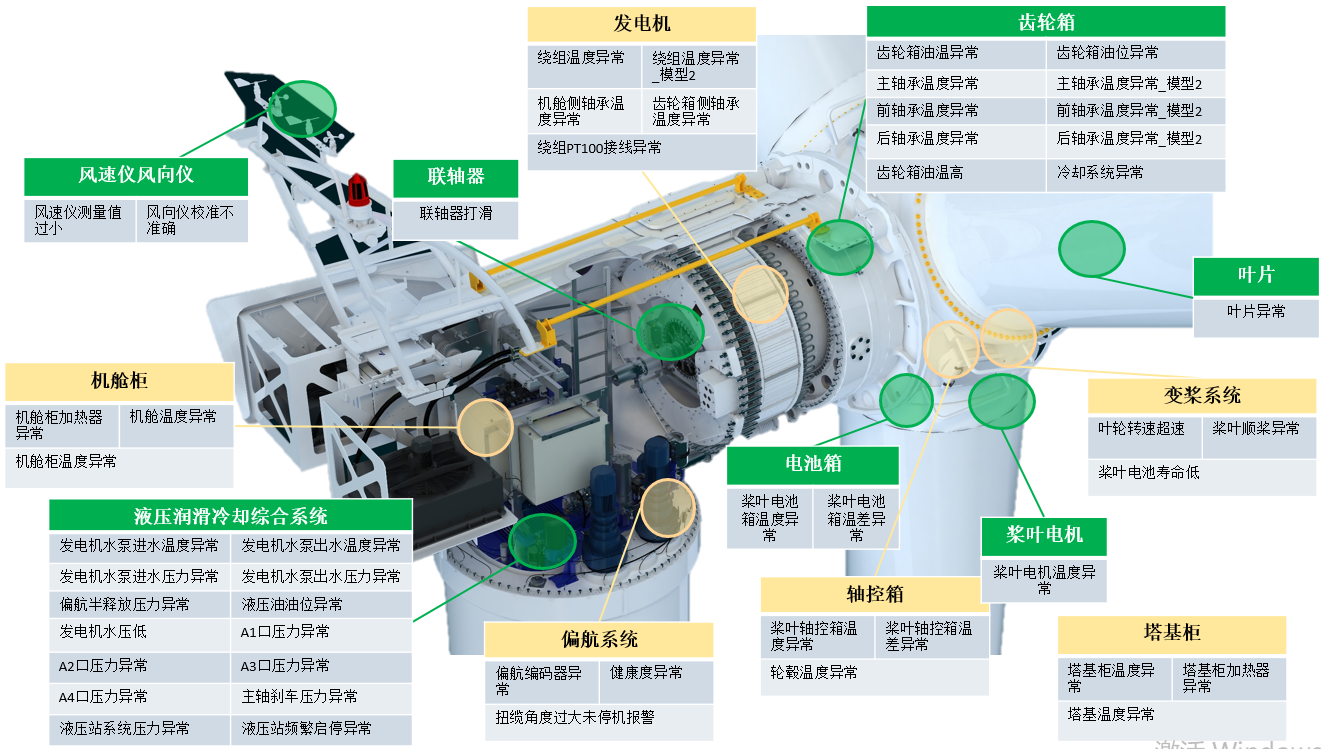 发电机
绕组温度异常
绕组温度异常
_模型2
机舱侧轴承温
度异常
齿轮箱侧轴承
温度异常
绕组PT100接线异常
齿轮箱
齿轮箱油温异常
齿轮箱油位异常
主轴承温度异常
主轴承温度异常_模型2
前轴承温度异常
前轴承温度异常_模型2
后轴承温度异常
后轴承温度异常_模型2
齿轮箱油温高
冷却系统异常
风速仪风向仪
风速仪测量值
过小
风向仪校准不
准确
联轴器
联轴器打滑
叶片
叶片异常
机舱柜
机舱柜加热器
异常
机舱温度异常
机舱柜温度异常
变桨系统
叶轮转速超速
桨叶顺桨异常
桨叶电池寿命低
电池箱
桨叶电池
箱温度异
常
桨叶电池
箱温差异
常
液压润滑冷却综合系统
发电机水泵进水温度异常
发电机水泵出水温度异常
发电机水泵进水压力异常
发电机水泵出水压力异常
偏航半释放压力异常
液压油油位异常
发电机水压低
A1口压力异常
A2口压力异常
A3口压力异常
A4口压力异常
主轴刹车压力异常
液压站系统压力异常
液压站频繁启停异常
桨叶电机
桨叶电机温度异
常
轴控箱
桨叶轴控箱温
度异常
桨叶轴控箱温
差异常
轮毂温度异常
偏航系统
偏航编码器异
常
健康度异常
扭缆角度过大未停机报警
塔基柜
塔基柜温度异
常
塔基柜加热器
异常
塔基温度异常
激活 Windows